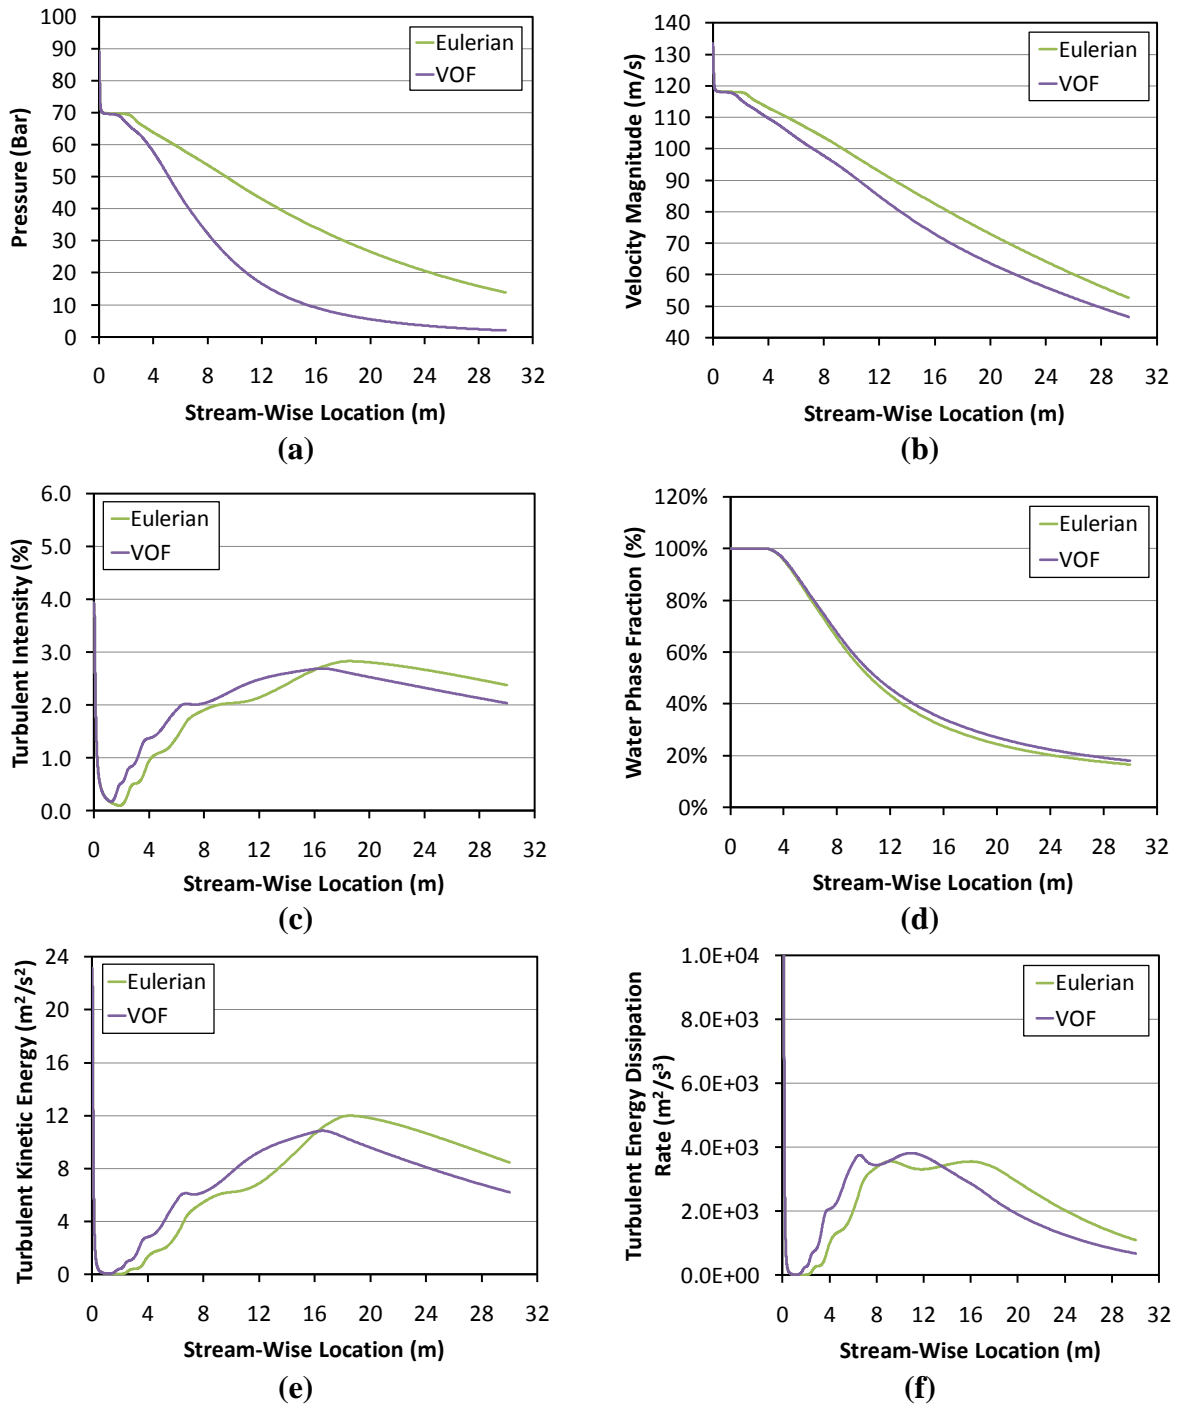 100
90
80
70
60
50
40
30
20
10
0
Pressure (Bar)
Eulerian
VOF
0 4 8 12 16 20 24 28 32
Stream-Wise Location (m)
(a)
140
130
120
110
100
90
80
70
60
50
40
Velocity Magnitude (m/s)
Eulerian
VOF
0 4 8 12 16 20 24 28 32
Stream-Wise Location (m)
(b)
6.0
5.0
4.0
3.0
2.0
1.0
0.0
Turbulent Intensity (%)
Eulerian
VOF
0 4 8 12 16 20 24 28 32
Stream-Wise Location (m)
(c)
120%
100%
80%
60%
40%
20%
0%
Water Phase Fraction (%)
Eulerian
VOF
0 4 8 12 16 20 24 28 32
Stream-Wise Location (m)
(d)
24
20
16
12
8
4
0
Turbulent Kinetic Energy (m²/s²)
Eulerian
VOF
0 4 8 12 16 20 24 28 32
Stream-Wise Location (m)
(e)
1.0E+04
8.0E+03
6.0E+03
4.0E+03
2.0E+03
0.0E+00
Turbulent Energy Dissipation
Rate (m²/s³)
Eulerian
VOF
0 4 8 12 16 20 24 28 32
Stream-Wise Location (m)
(f)